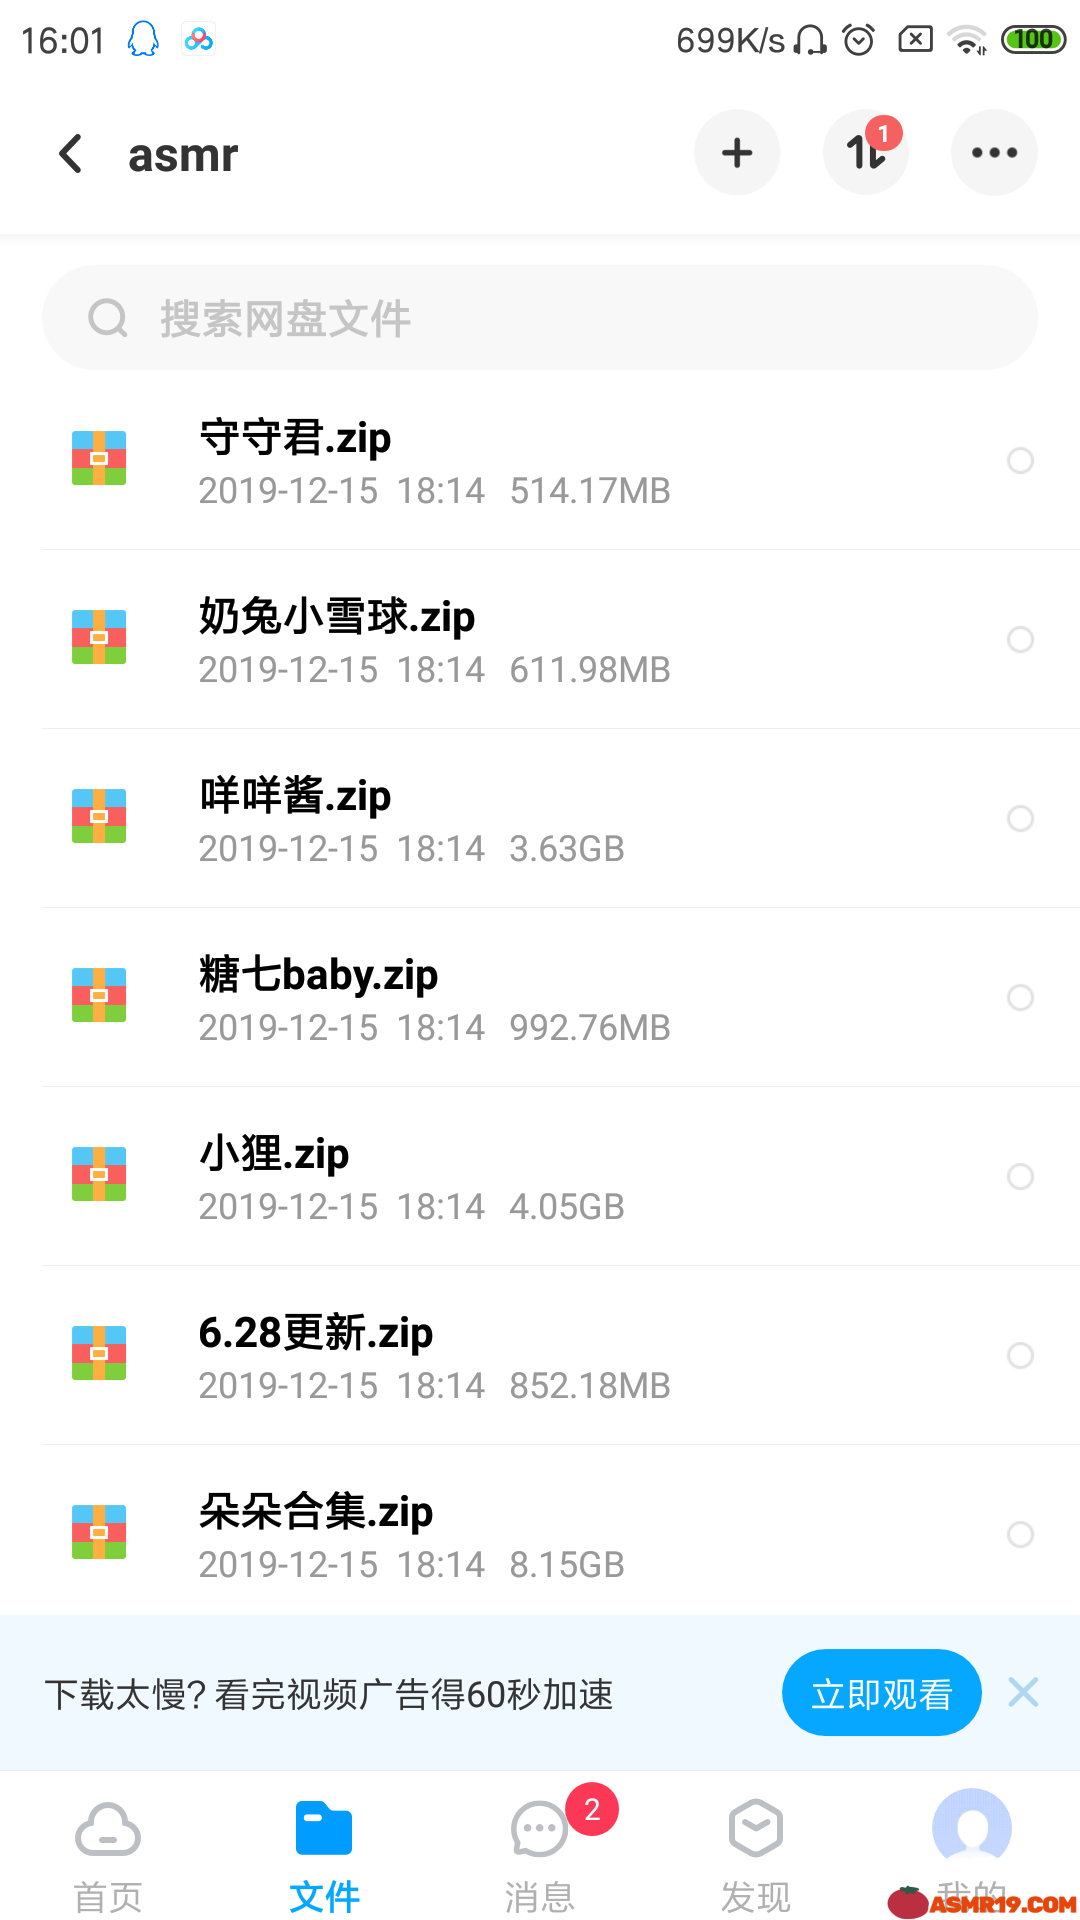 16:01 699K/s 100
asmr 1
搜索网盘文件
守守君.zip
2019-12-15 18:14 514.17MB
奶兔小雪球.zip
2019-12-15 18:14 611.98MB
咩咩酱.zip
2019-12-15 18:14 3.63GB
糖七baby.zip
2019-12-15 18:14 992.76MB
小狸.zip
2019-12-15 18:14 4.05GB
6.28更新.zip
2019-12-15 18:14 852.18MB
朵朵合集.zip
2019-12-15 18:14 8.15GB
下载太慢?看完视频广告得60秒加速 立即观看
2
首页 文件 消息 发现 我的
ASMR19.COM